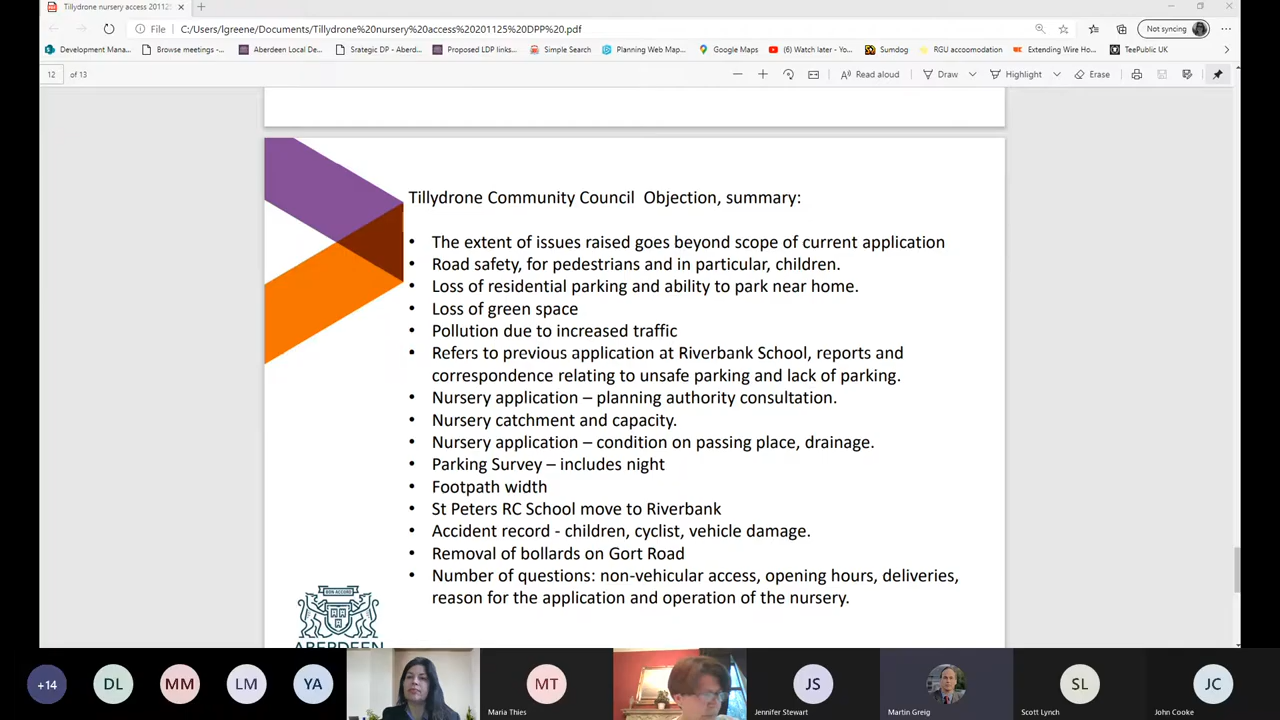 Tillydrone nursery access 201125
File
C:/Users/lgreene/Documents/Tillydrone%20nursery%20access%20201125%20DPP%20.pdf
Not syncing
Development Mana...
Browse meetings -...
Aberdeen Local De...
Srategic DP - Aberd...
Proposed LDP links...
Simple Search
Planning Web Map...
Google Maps
(6) Watch later - Yo...
Sumdog
RGU accoomodation
Extending Wire Ho...
TeePublic UK
12 of 13
Read aloud
Draw
Highlight
Erase
Tillydrone Community Council Objection, summary:
• The extent of issues raised goes beyond scope of current application
• Road safety, for pedestrians and in particular, children.
• Loss of residential parking and ability to park near home.
• Loss of green space
• Pollution due to increased traffic
• Refers to previous application at Riverbank School, reports and
correspondence relating to unsafe parking and lack of parking.
• Nursery application – planning authority consultation.
• Nursery catchment and capacity.
• Nursery application – condition on passing place, drainage.
• Parking Survey – includes night
• Footpath width
• St Peters RC School move to Riverbank
• Accident record - children, cyclist, vehicle damage.
• Removal of bollards on Gort Road
• Number of questions: non-vehicular access, opening hours, deliveries,
reason for the application and operation of the nursery.
BON ACCORD
ABERDEEN
+14
DL
MM
LM
YA
MT
Maria Thies
JS
Jennifer Stewart
Martin Greig
SL
Scott Lynch
JC
John Cooke